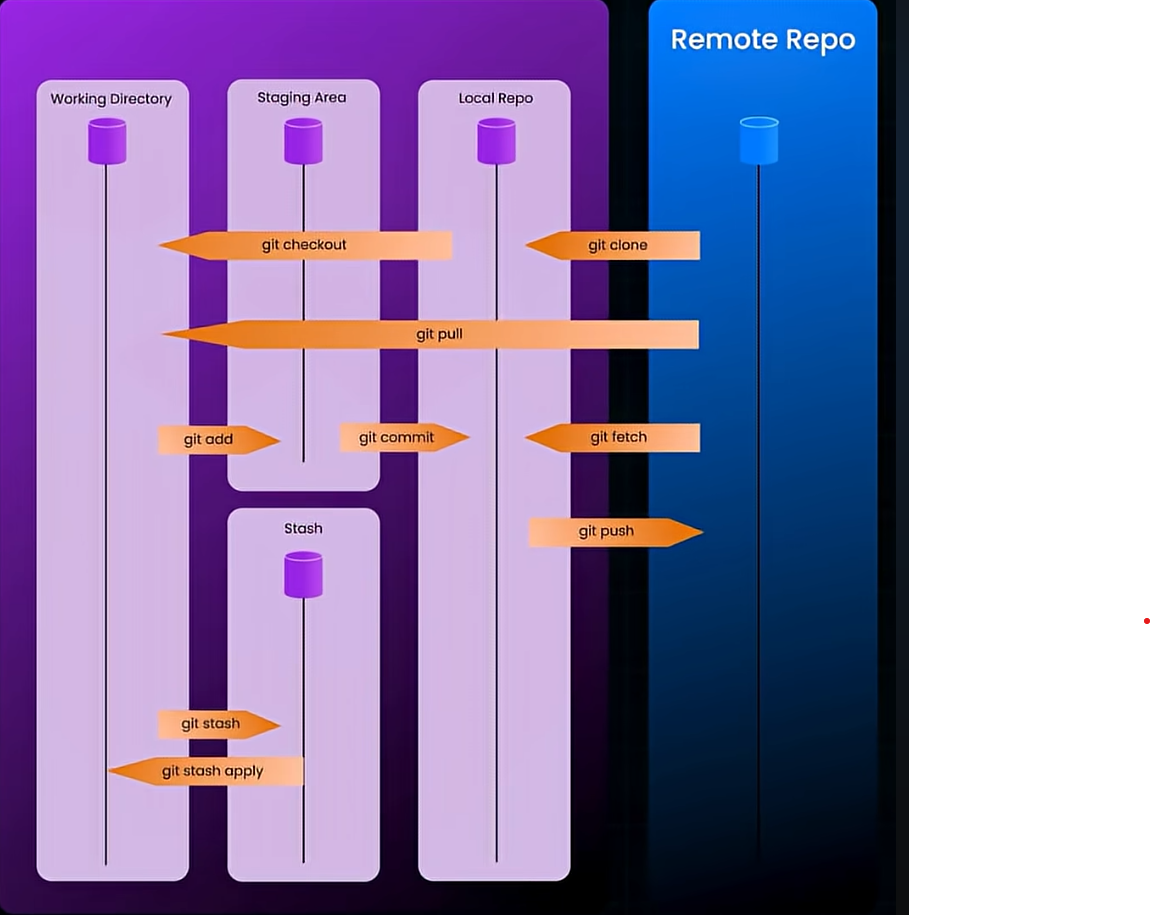 Remote Repo
Working Directory
Staging Area
Local Repo
git checkout
git clone
git pull
git add
git commit
git fetch
Stash
git push
git stash
git stash apply